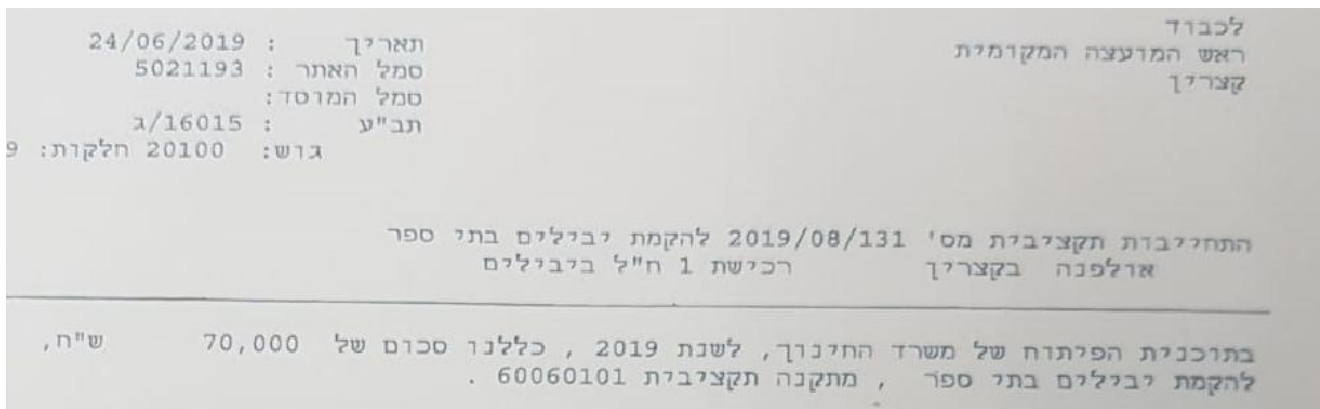 לכבוד
ראש המועצה המקומית
קצרין
תאריך : 24/06/2019
סמל האתר : 5021193
סמל המוסד:
תב"ע : 16015/ג
גוש: 20100 חלקות: 9
התחייבות תקציבית מס' 2019/08/131 להקמת יבילים בתי ספר
אולפנה בקצרין רכישת 1 ח"ל ביבילים
בתוכנית הפיתוח של משרד החינוך, לשנת 2019 , כללנו סכום של 70,000 ש"ח,
להקמת יבילים בתי ספר , מתקנה תקציבית 60060101 .